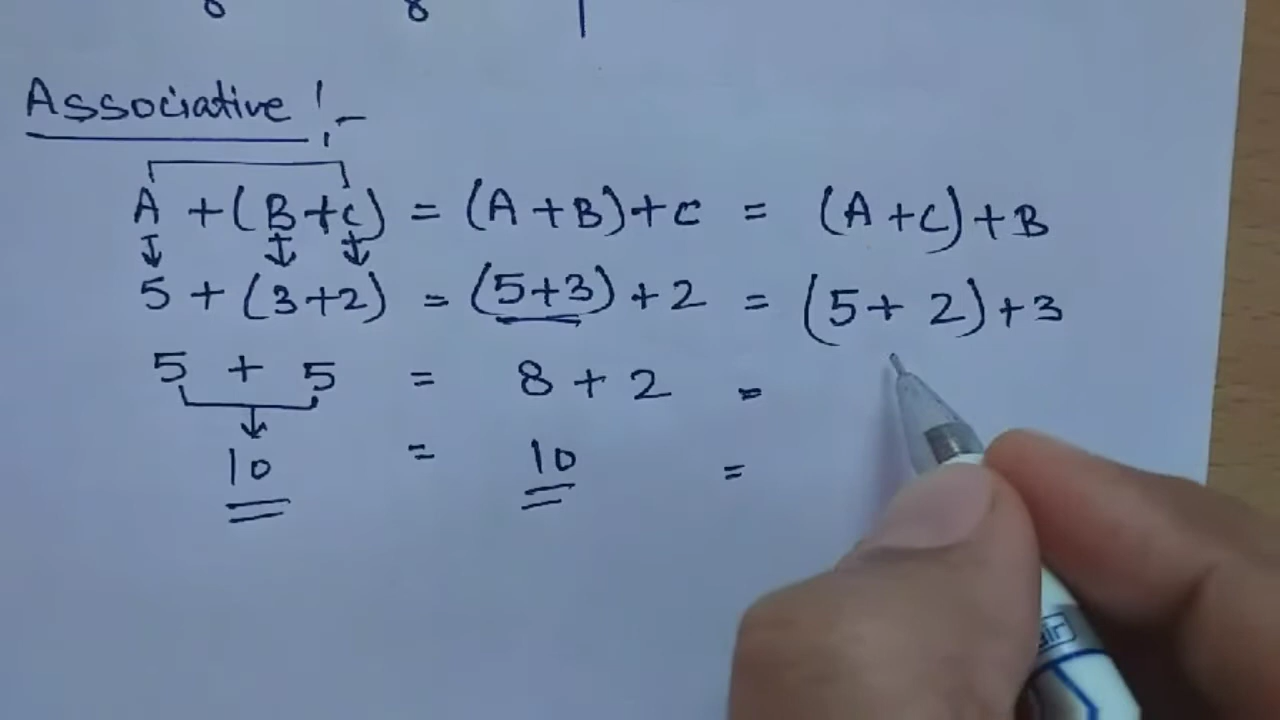 Associative :-
A + (B+C) = (A+B)+C = (A+C)+B
5 + (3+2) = (5+3)+2 = (5+2)+3
5 + 5 = 8+2 =
10 = 10 =